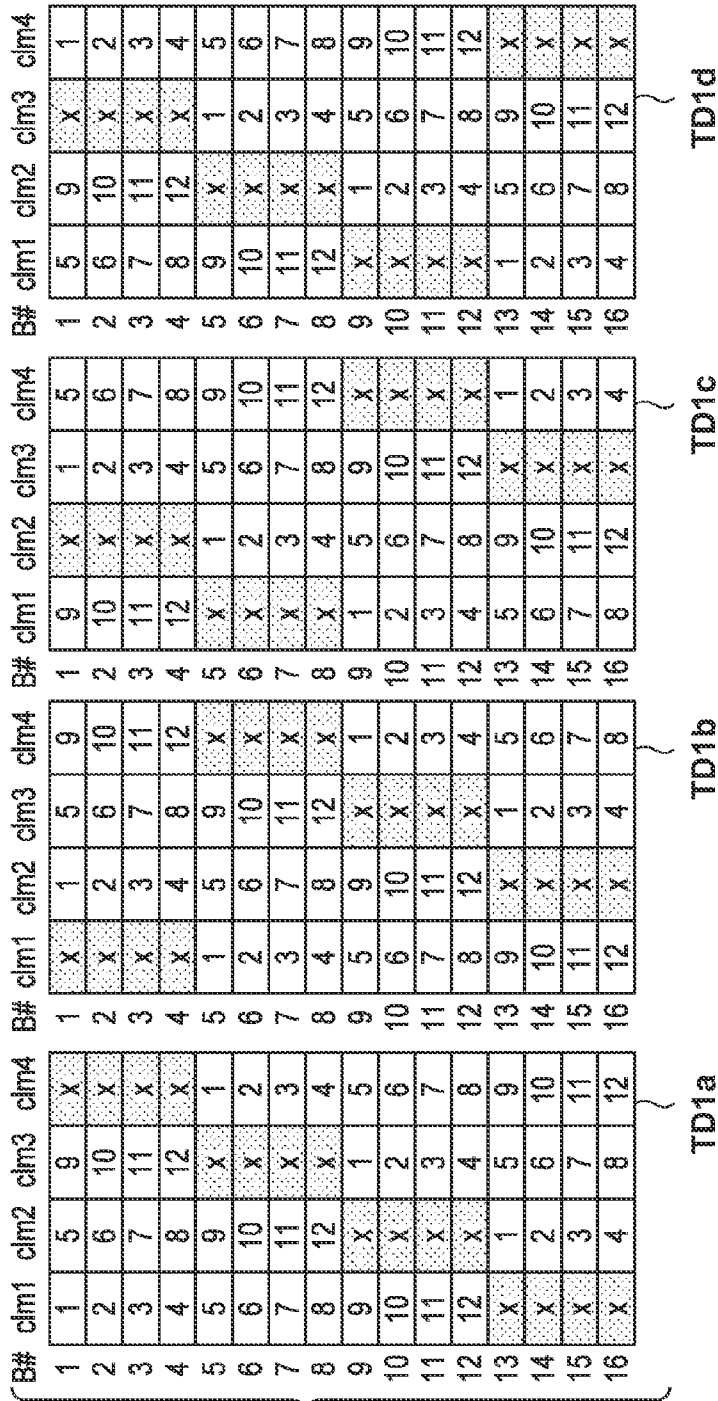 B# clm1 clm2 clm3 clm4
1 1 5 9 x
2 2 6 10 x
3 3 7 11 x
4 4 8 12 x
5 5 9 x 1
6 6 10 x 2
7 7 11 x 3
8 8 12 x 4
9 9 x 1 5
10 10 x 2 6
11 11 x 3 7
12 12 x 4 8
13 x 1 5 9
14 x 2 6 10
15 x 3 7 11
16 x 4 8 12
TD1a
B# clm1 clm2 clm3 clm4
1 x 1 5 9
2 x 2 6 10
3 x 3 7 11
4 x 4 8 12
5 1 5 9 x
6 2 6 10 x
7 3 7 11 x
8 4 8 12 x
9 5 9 x 1
10 6 10 x 2
11 7 11 x 3
12 8 12 x 4
13 9 x 1 5
14 10 x 2 6
15 11 x 3 7
16 12 x 4 8
TD1b
B# clm1 clm2 clm3 clm4
1 9 x 1 5
2 10 x 2 6
3 11 x 3 7
4 12 x 4 8
5 x 1 5 9
6 x 2 6 10
7 x 3 7 11
8 x 4 8 12
9 1 5 9 x
10 2 6 10 x
11 3 7 11 x
12 4 8 12 x
13 5 9 x 1
14 6 10 x 2
15 7 11 x 3
16 8 12 x 4
TD1c
B# clm1 clm2 clm3 clm4
1 5 9 x 1
2 6 10 x 2
3 7 11 x 3
4 8 12 x 4
5 9 x 1 5
6 10 x 2 6
7 11 x 3 7
8 12 x 4 8
9 x 1 5 9
10 x 2 6 10
11 x 3 7 11
12 x 4 8 12
13 1 5 9 x
14 2 6 10 x
15 3 7 11 x
16 4 8 12 x
TD1d